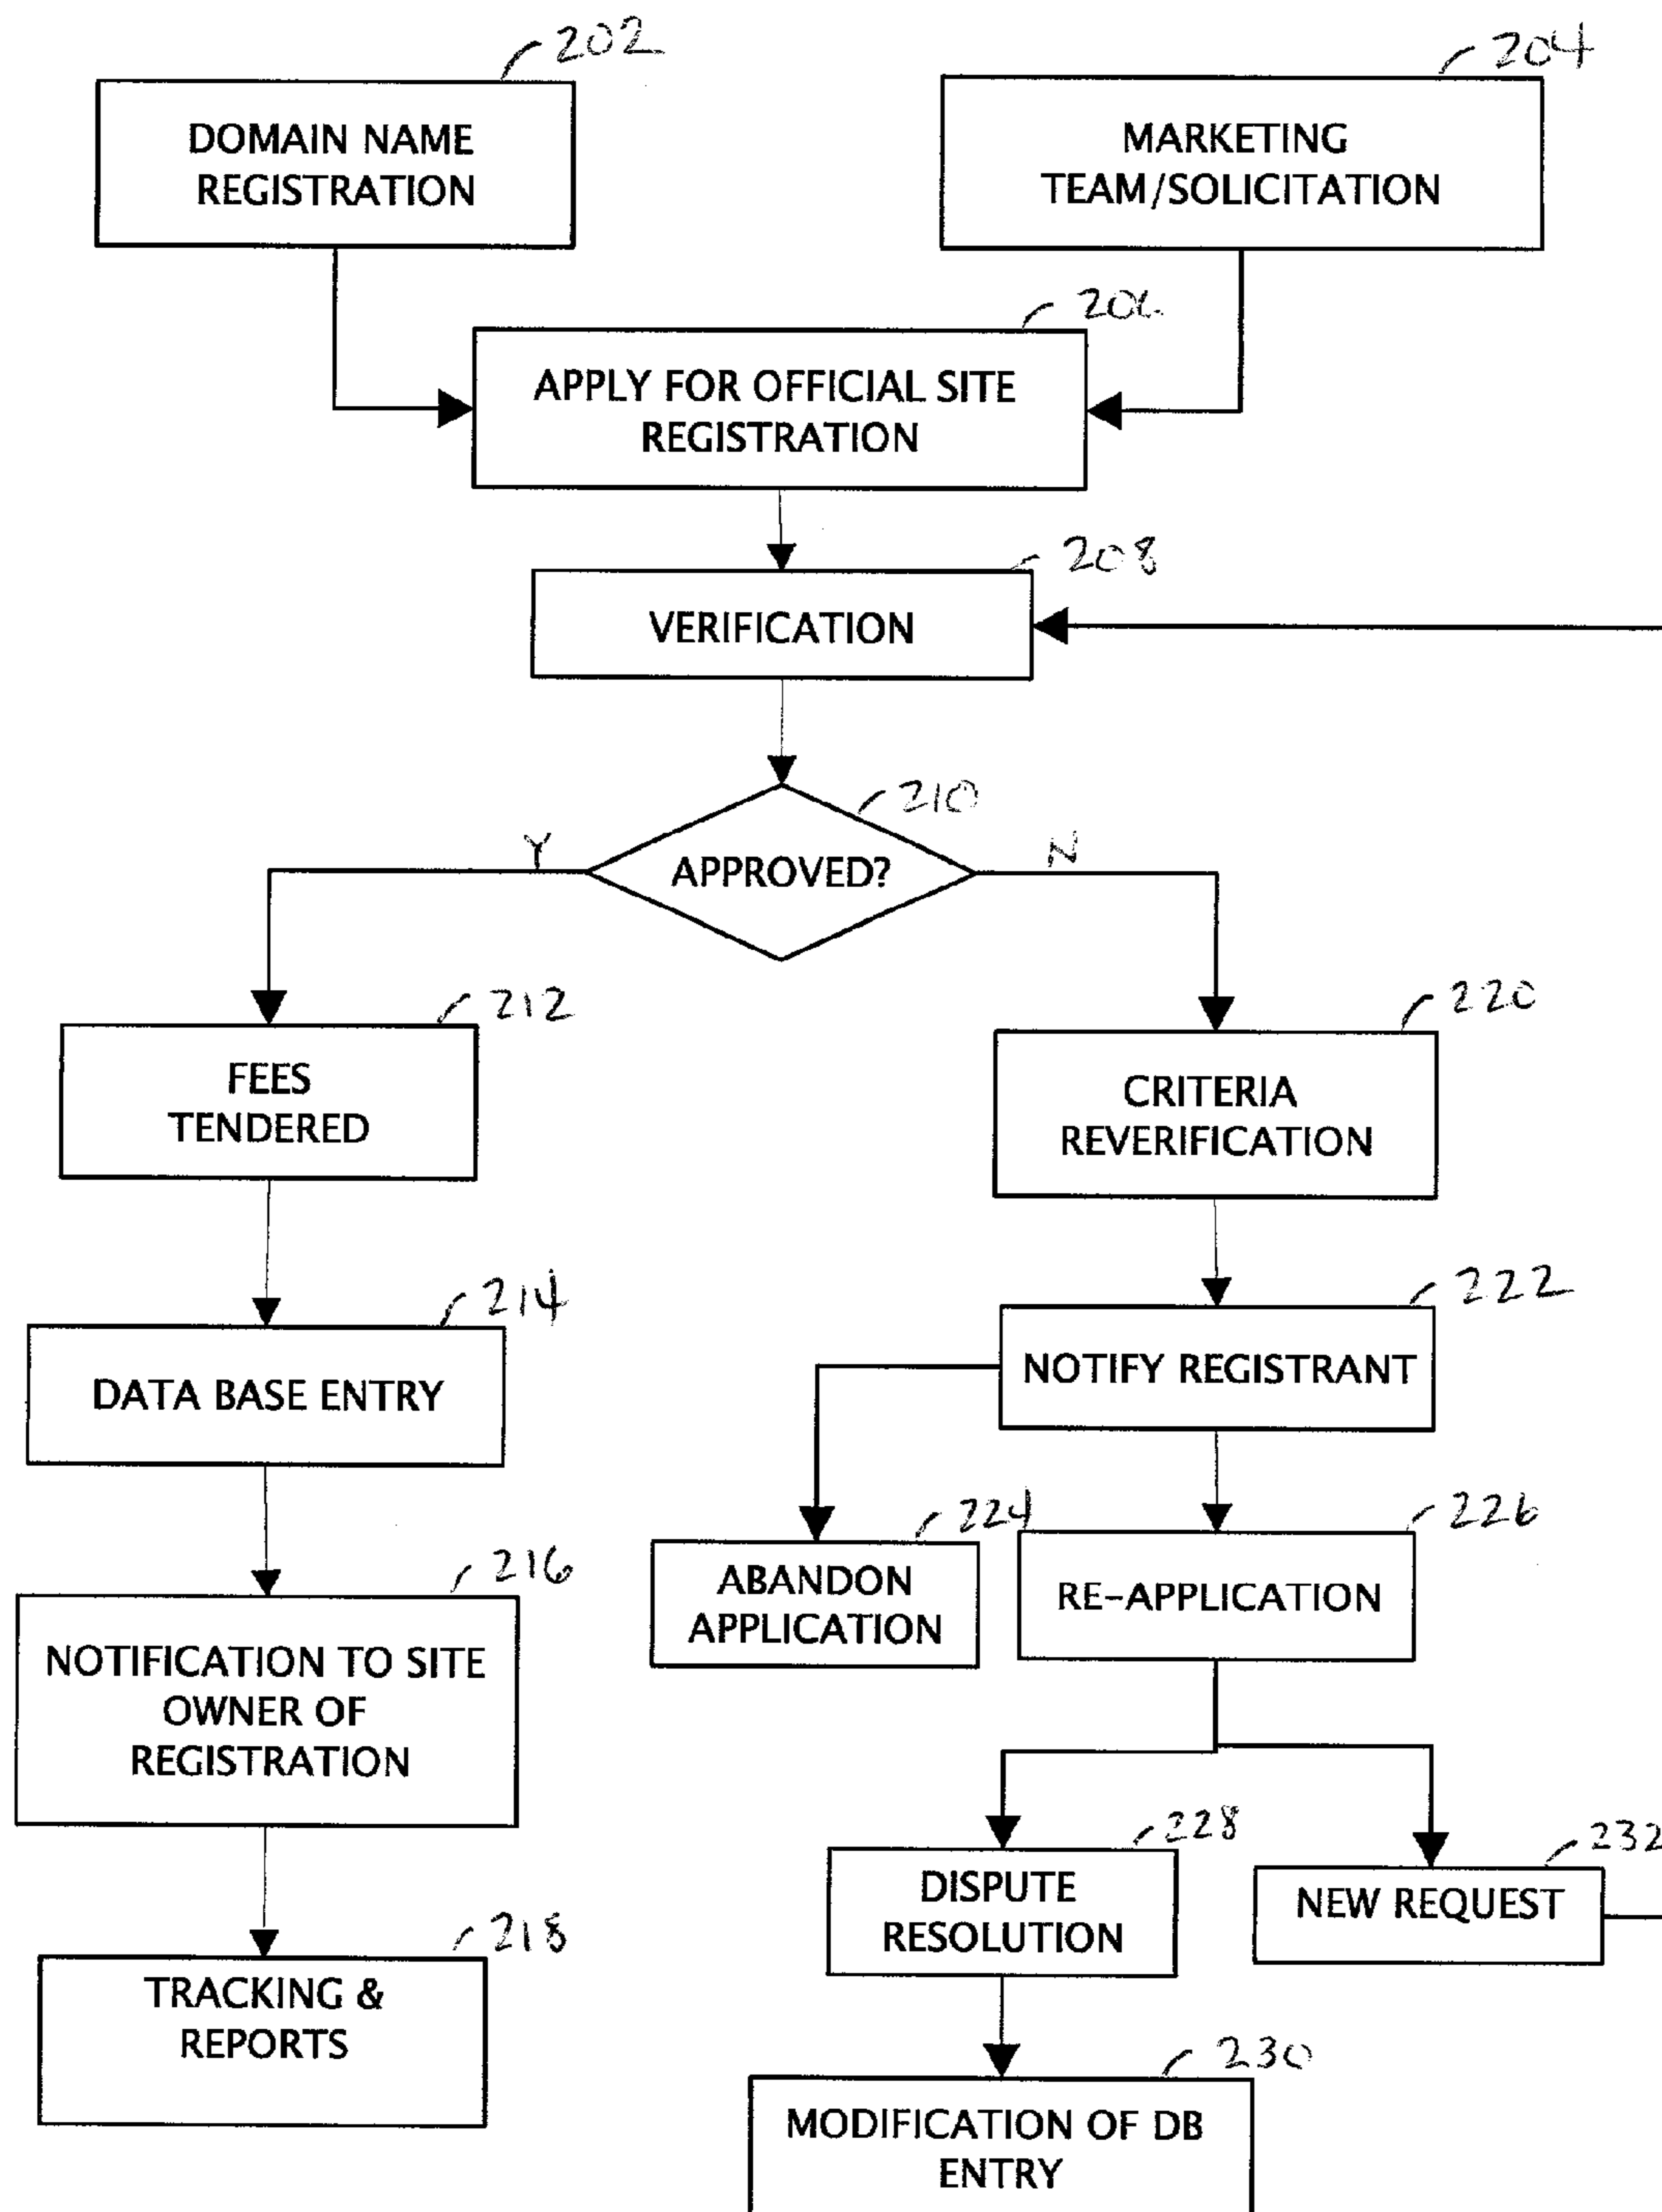 202
204
DOMAIN NAME
REGISTRATION
MARKETING
TEAM/SOLICITATION
206
APPLY FOR OFFICIAL SITE
REGISTRATION
208
VERIFICATION
210
Y
N
APPROVED?
212
220
FEES
TENDERED
CRITERIA
REVERIFICATION
214
222
DATA BASE ENTRY
NOTIFY REGISTRANT
216
224
226
NOTIFICATION TO SITE
OWNER OF
REGISTRATION
ABANDON
APPLICATION
RE-APPLICATION
218
228
232
TRACKING &
REPORTS
DISPUTE
RESOLUTION
NEW REQUEST
230
MODIFICATION OF DB
ENTRY